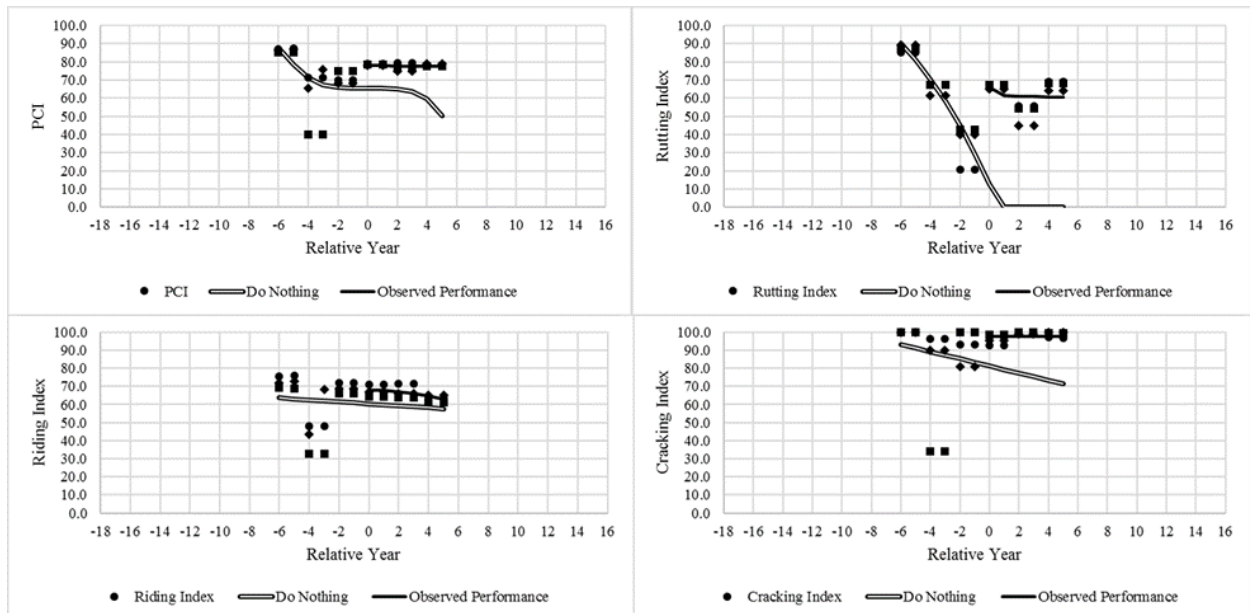 100.0
90.0
80.0
70.0
60.0
50.0
40.0
30.0
20.0
10.0
0.0
PCI
-18 -16 -14 -12 -10 -8 -6 -4 -2 0 2 4 6 8 10 12 14 16
Relative Year
PCI Do Nothing Observed Performance
100.0
90.0
80.0
70.0
60.0
50.0
40.0
30.0
20.0
10.0
0.0
Rutting Index
-18 -16 -14 -12 -10 -8 -6 -4 -2 0 2 4 6 8 10 12 14 16
Relative Year
Rutting Index Do Nothing Observed Performance
100.0
90.0
80.0
70.0
60.0
50.0
40.0
30.0
20.0
10.0
0.0
Riding Index
-18 -16 -14 -12 -10 -8 -6 -4 -2 0 2 4 6 8 10 12 14 16
Relative Year
Riding Index Do Nothing Observed Performance
100.0
90.0
80.0
70.0
60.0
50.0
40.0
30.0
20.0
10.0
0.0
Cracking Index
-18 -16 -14 -12 -10 -8 -6 -4 -2 0 2 4 6 8 10 12 14 16
Relative Year
Cracking Index Do Nothing Observed Performance